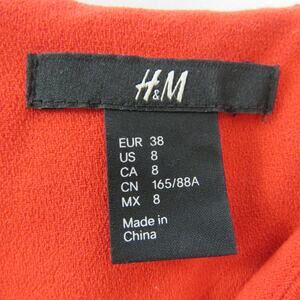 H&M
EUR 38
US 8
CA 8
CN 165/88A
MX 8
Made in
China